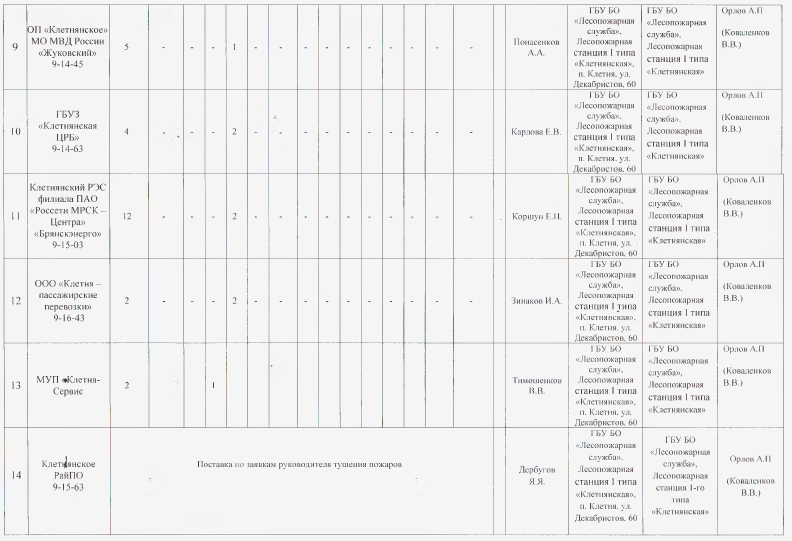 9
ОП «Клетнянское»
МО МВД России
«Жуковский»
9-14-45
5
- - - 1 - - - - - - - - - -
Понасенков
А.А.
ГБУ БО
«Лесопожарная
служба»,
Лесопожарная
станция I типа
«Клетнянская»,
п. Клетня, ул.
Декабристов, 60
ГБУ БО
«Лесопожарная
служба»,
Лесопожарная
станция I типа
«Клетнянская»
Орлов А.П
(Коваленков
В.В.)
10
ГБУЗ
«Клетнянская
ЦРБ»
9-14-63
4
- - - 2 - - - - - - - - - -
Карлова Е.В.
ГБУ БО
«Лесопожарная
служба»,
Лесопожарная
станция I типа
«Клетнянская»,
п. Клетня, ул.
Декабристов, 60
ГБУ БО
«Лесопожарная
служба»,
Лесопожарная
станция I типа
«Клетнянская»
Орлов А.П
(Коваленков
В.В.)
11
Клетнянский РЭС
филиала ПАО
«Россети МРСК –
Центра»
«Брянскэнерго»
9-15-03
12
- - - 2 - - - - - - - - - -
Коршун Е.Н.
ГБУ БО
«Лесопожарная
служба»,
Лесопожарная
станция I типа
«Клетнянская»,
п. Клетня, ул.
Декабристов, 60
ГБУ БО
«Лесопожарная
служба»,
Лесопожарная
станция I типа
«Клетнянская»
Орлов А.П
(Коваленков
В.В.)
12
ООО «Клетня –
пассажирские
перевозки»
9-16-43
2
- - - 2 - - - - - - - - - -
Зинаков И.А.
ГБУ БО
«Лесопожарная
служба»,
Лесопожарная
станция I типа
«Клетнянская»,
п. Клетня, ул.
Декабристов, 60
ГБУ БО
«Лесопожарная
служба»,
Лесопожарная
станция I типа
«Клетнянская»
Орлов А.П
(Коваленков
В.В.)
13
МУП «Клетня-
Сервис
2
1
Тимошенков
В.В.
ГБУ БО
«Лесопожарная
служба»,
Лесопожарная
станция I типа
«Клетнянская»,
п. Клетня, ул.
Декабристов, 60
ГБУ БО
«Лесопожарная
служба»,
Лесопожарная
станция I типа
«Клетнянская»
Орлов А.П
(Коваленков
В.В.)
14
Клетнянское
РайПО
9-15-63
Поставка по заявкам руководителя тушения пожаров
Дербугов
Я.Я.
ГБУ БО
«Лесопожарная
служба»,
Лесопожарная
станция I типа
«Клетнянская»,
п. Клетня, ул.
Декабристов, 60
ГБУ БО
«Лесопожарная
служба»,
Лесопожарная
станция I-го
типа
«Клетнянская»
Орлов А.П
(Коваленков
В.В.)